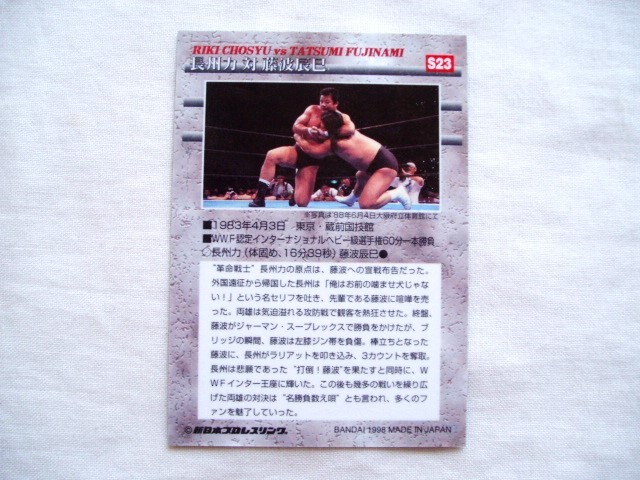 RIKI CHOSYU vs TATSUMI FUJINAMI
長州力 対 藤波辰巳
S23
※写真は'88年6月4日大阪府立体育館にて
■1983年4月3日 東京・蔵前国技館
■WWF認定インターナショナルヘビー級選手権60分一本勝負
○長州力(体固め、16分39秒)藤波辰巳●
"革命戦士"長州力の原点は、藤波への宣戦布告だった。
外国遠征から帰国した長州は「俺はお前の噛ませ犬じゃな
い!」という名セリフを吐き、先輩である藤波に喧嘩を売
った。両雄は気迫溢れる攻防戦で観客を熱狂させた。終盤、
藤波がジャーマン・スープレックスで勝負をかけたが、ブ
リッジの瞬間、藤波は左膝ジン帯を負傷。棒立ちとなった
藤波に、長州がラリアットを叩き込み、3カウントを奪取。
長州は悲願であった"打倒!藤波"を果たすと同時に、W
WFインター王座に輝いた。この後も幾多の戦いを繰り広
げた両雄の対決は"名勝負数え唄"とも言われ、多くのフ
ァンを魅了していった。
©新日本プロレスリング
BANDAI 1998 MADE IN JAPAN